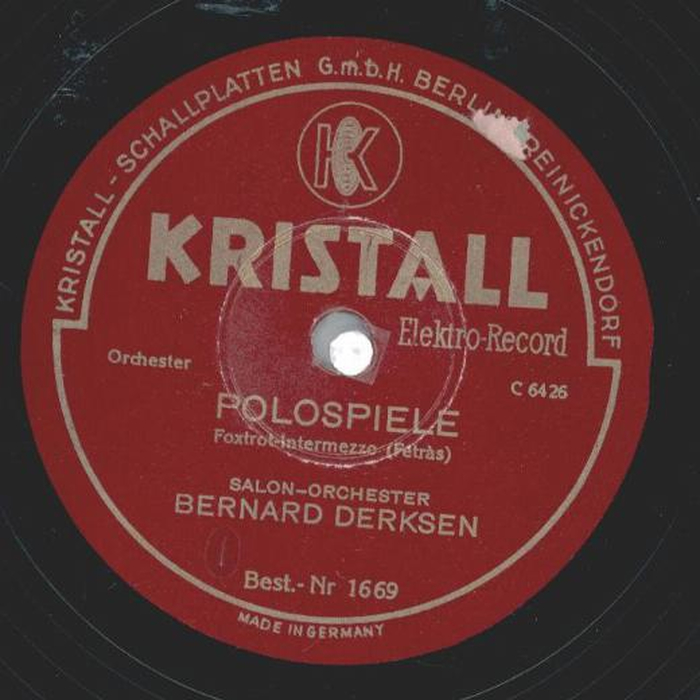 KRISTALL - SCHALLPLATTEN G.m.b.H. BERLIN REINICKENDORF
K
KRISTALL
Elektro-Record
Orchester
C 6426
POLOSPIELE
Foxtrot-Intermezzo (Fétràs)
SALON-ORCHESTER
BERNARD DERKSEN
Best.-Nr 1669
MADE IN GERMANY